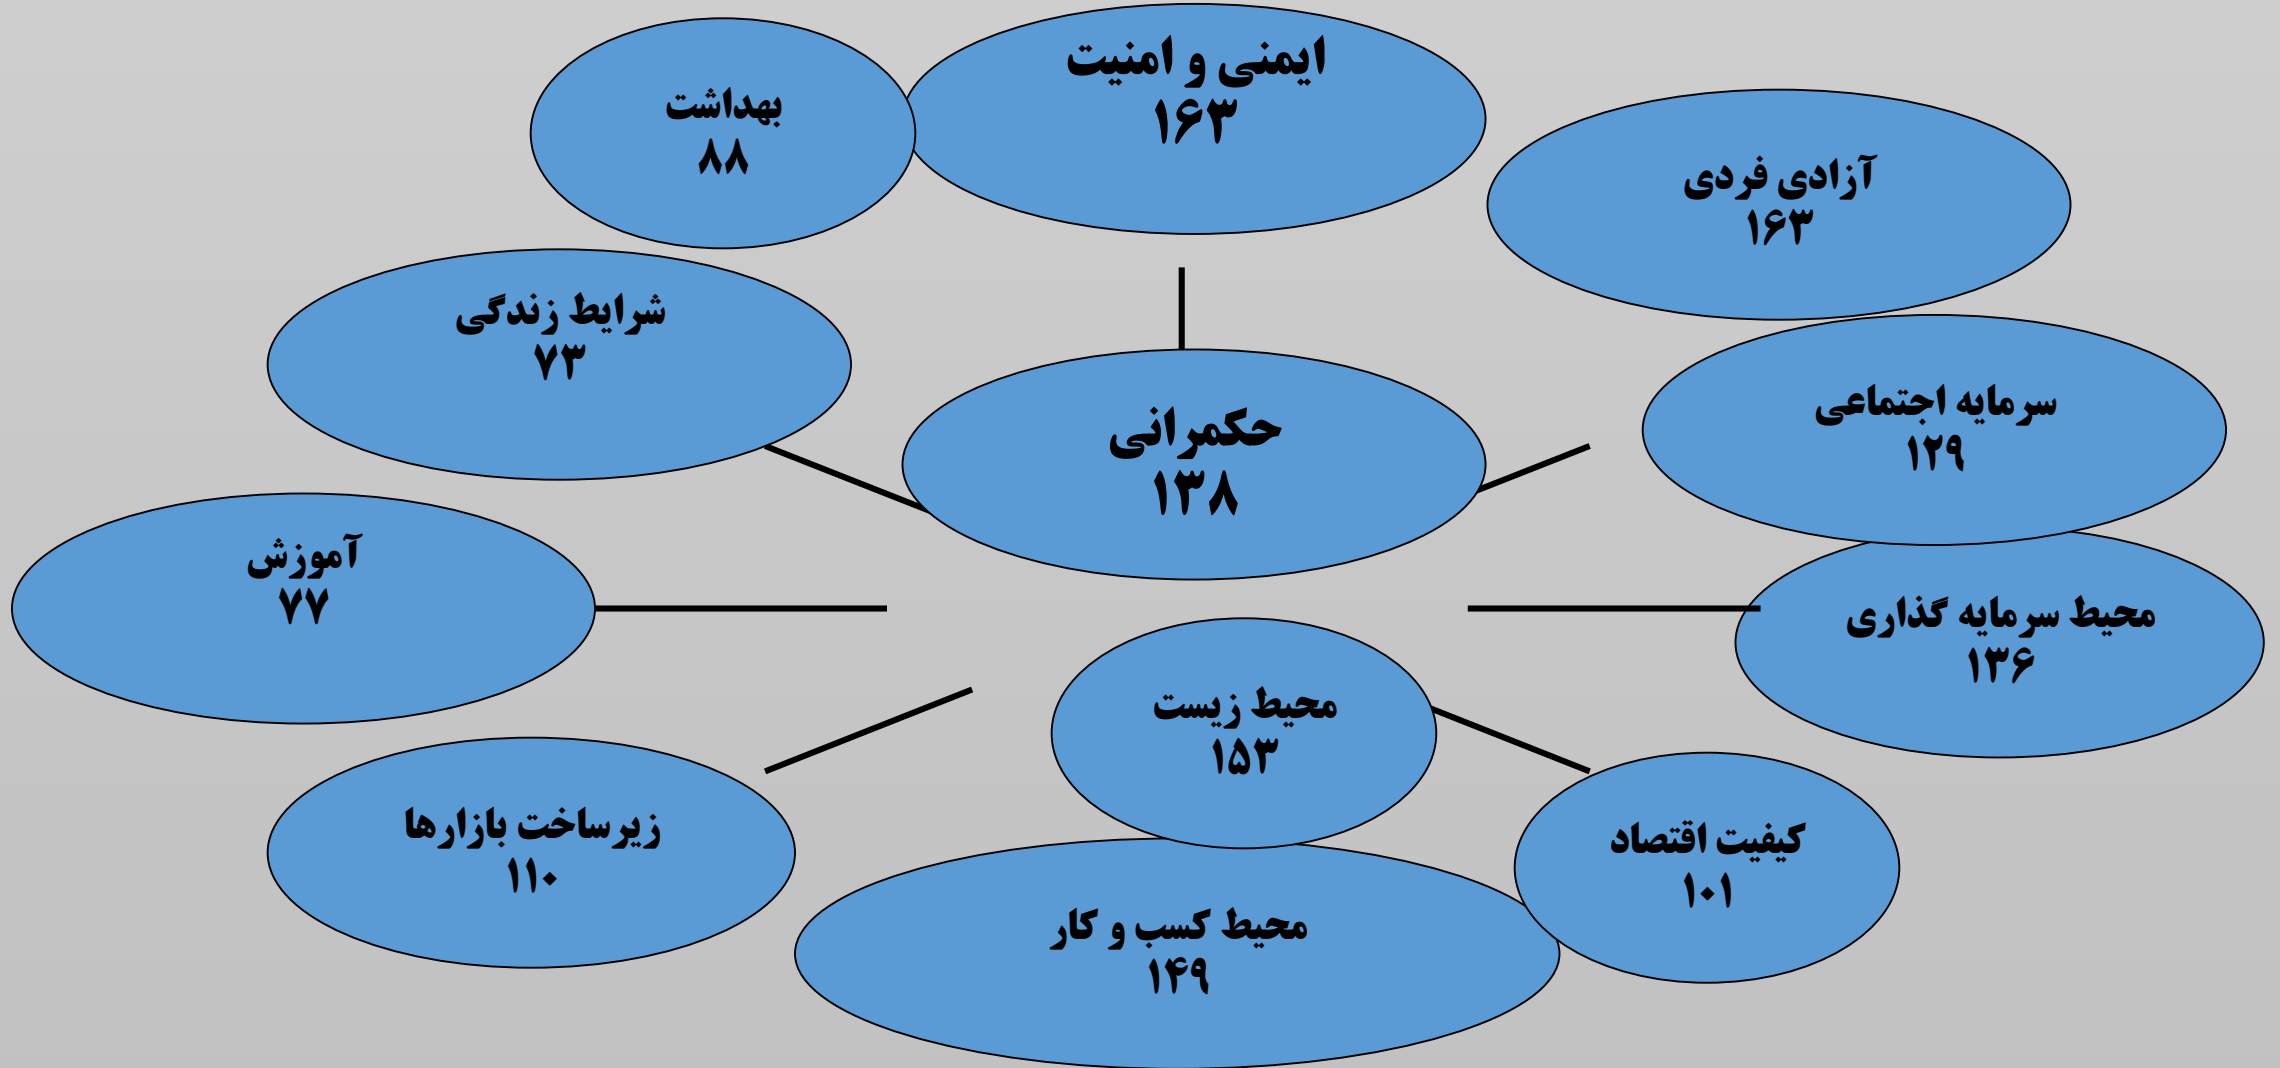 ایمنی و امنیت
۱۶۳
بهداشت
۸۸
آزادی فردی
۱۶۳
شرایط زندگی
۷۳
سرمایه اجتماعی
۱۲۹
حکمرانی
۱۳۸
آموزش
۷۷
محیط سرمایه گذاری
۱۳۶
محیط زیست
۱۵۳
زیرساخت بازارها
۱۱۰
کیفیت اقتصاد
۱۰۱
محیط کسب و کار
۱۴۹